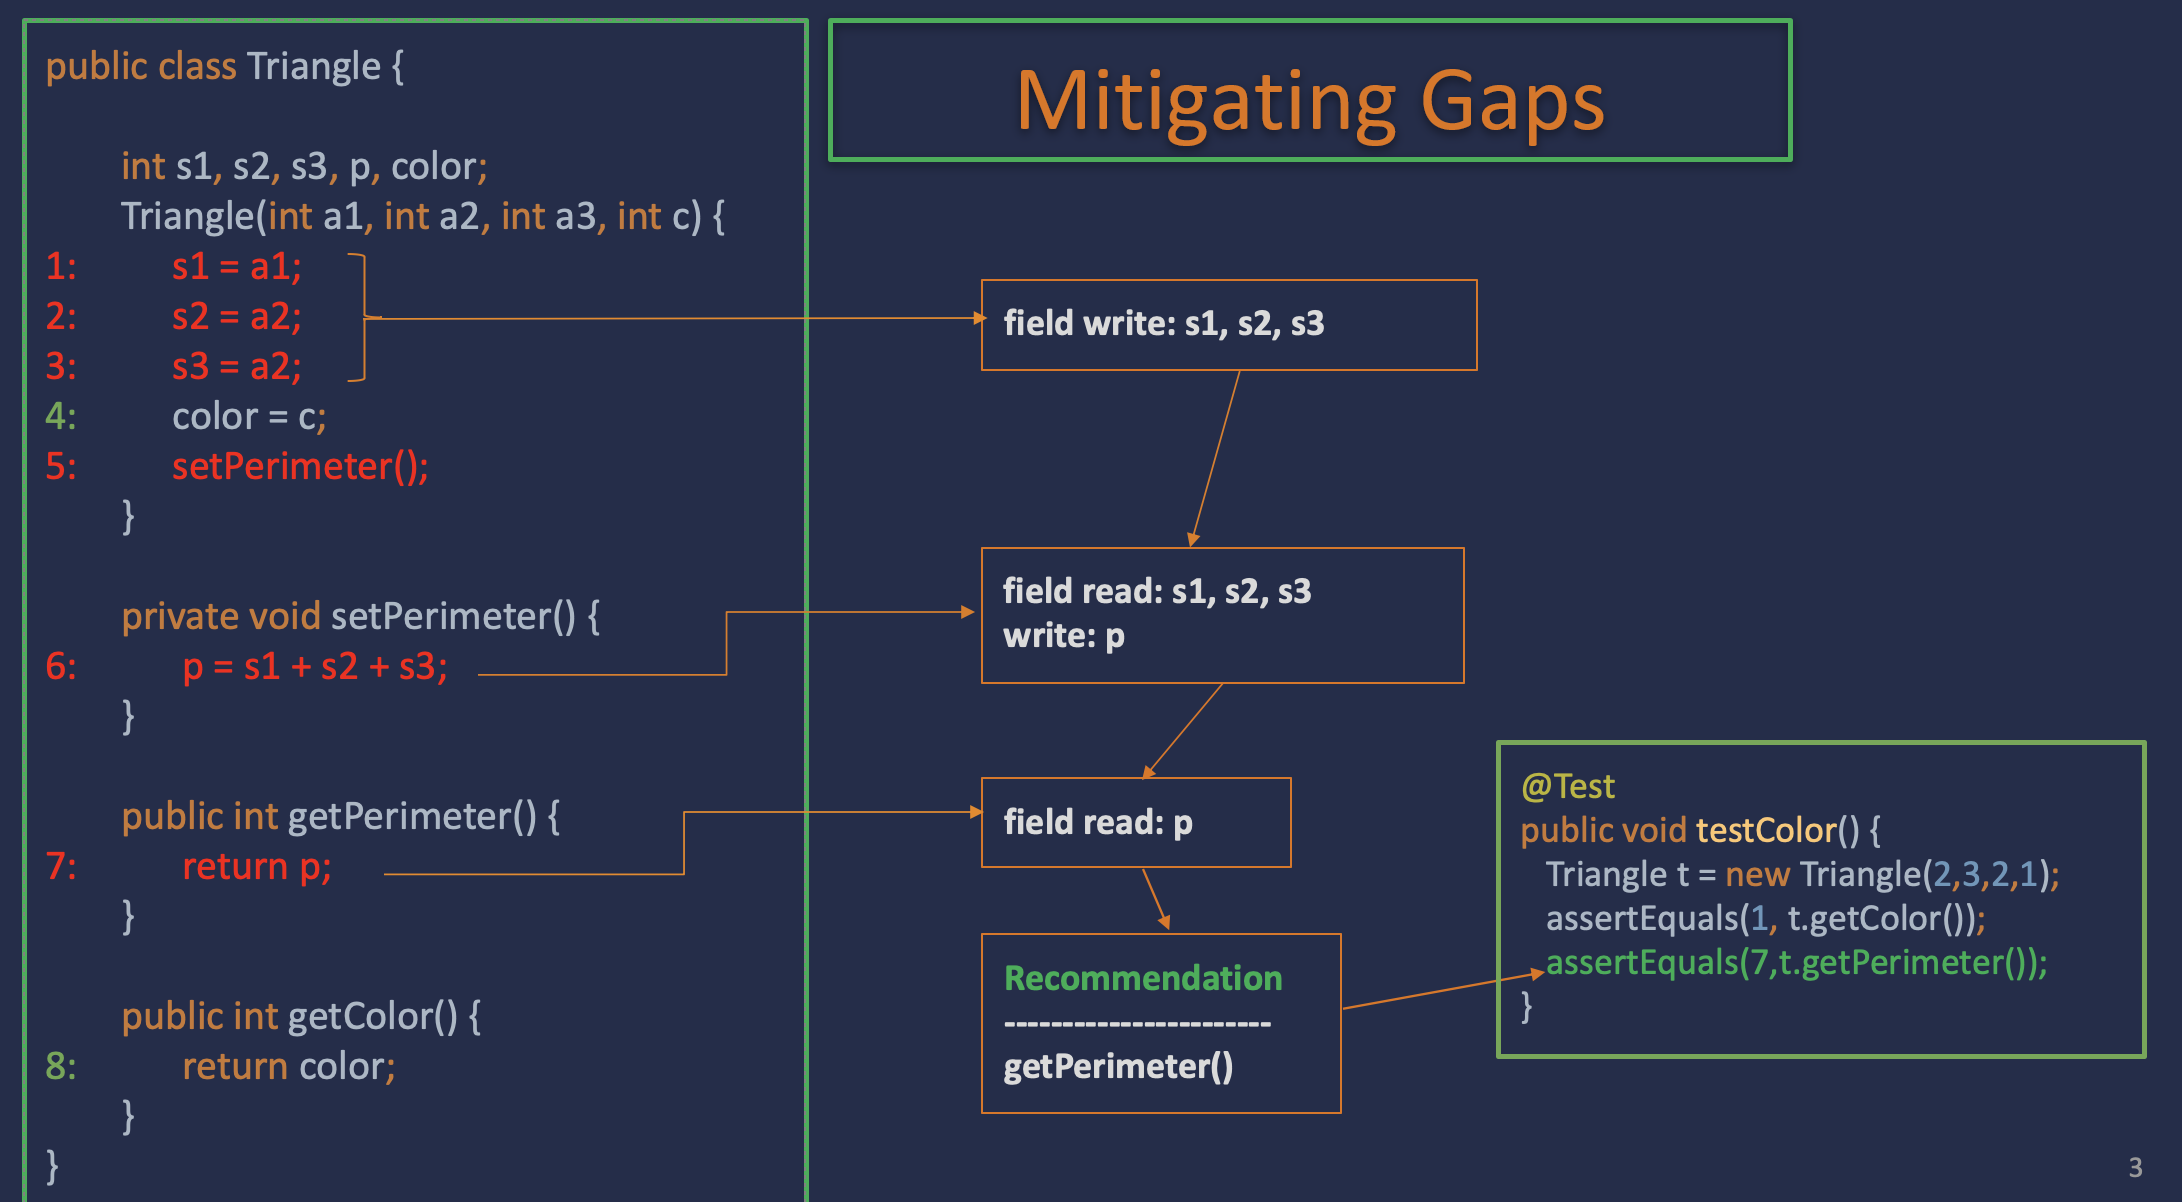 public class Triangle {
int s1, s2, s3, p, color;
Triangle(int a1, int a2, int a3, int c) {
1: s1 = a1;
2: s2 = a2;
3: s3 = a2;
4: color = c;
5: setPerimeter();
}
private void setPerimeter() {
6: p = s1 + s2 + s3;
}
public int getPerimeter() {
7: return p;
}
public int getColor() {
8: return color;
}
}
Mitigating Gaps
field write: s1, s2, s3
field read: s1, s2, s3
write: p
field read: p
Recommendation
-----------------------
getPerimeter()
@Test
public void testColor() {
Triangle t = new Triangle(2,3,2,1);
assertEquals(1, t.getColor());
assertEquals(7,t.getPerimeter());
}
3